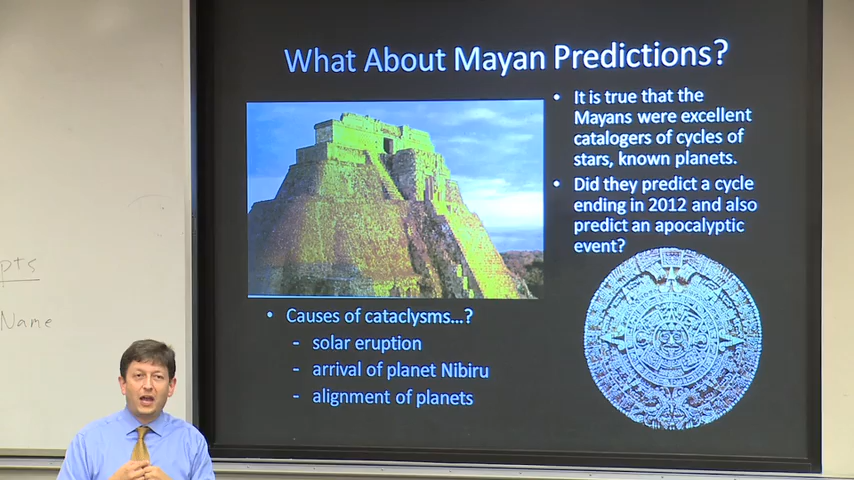 What About Mayan Predictions?
• It is true that the
Mayans were excellent
catalogers of cycles of
stars, known planets.
• Did they predict a cycle
ending in 2012 and also
predict an apocalyptic
event?
• Causes of cataclysms...?
- solar eruption
- arrival of planet Nibiru
- alignment of planets
pts
Name